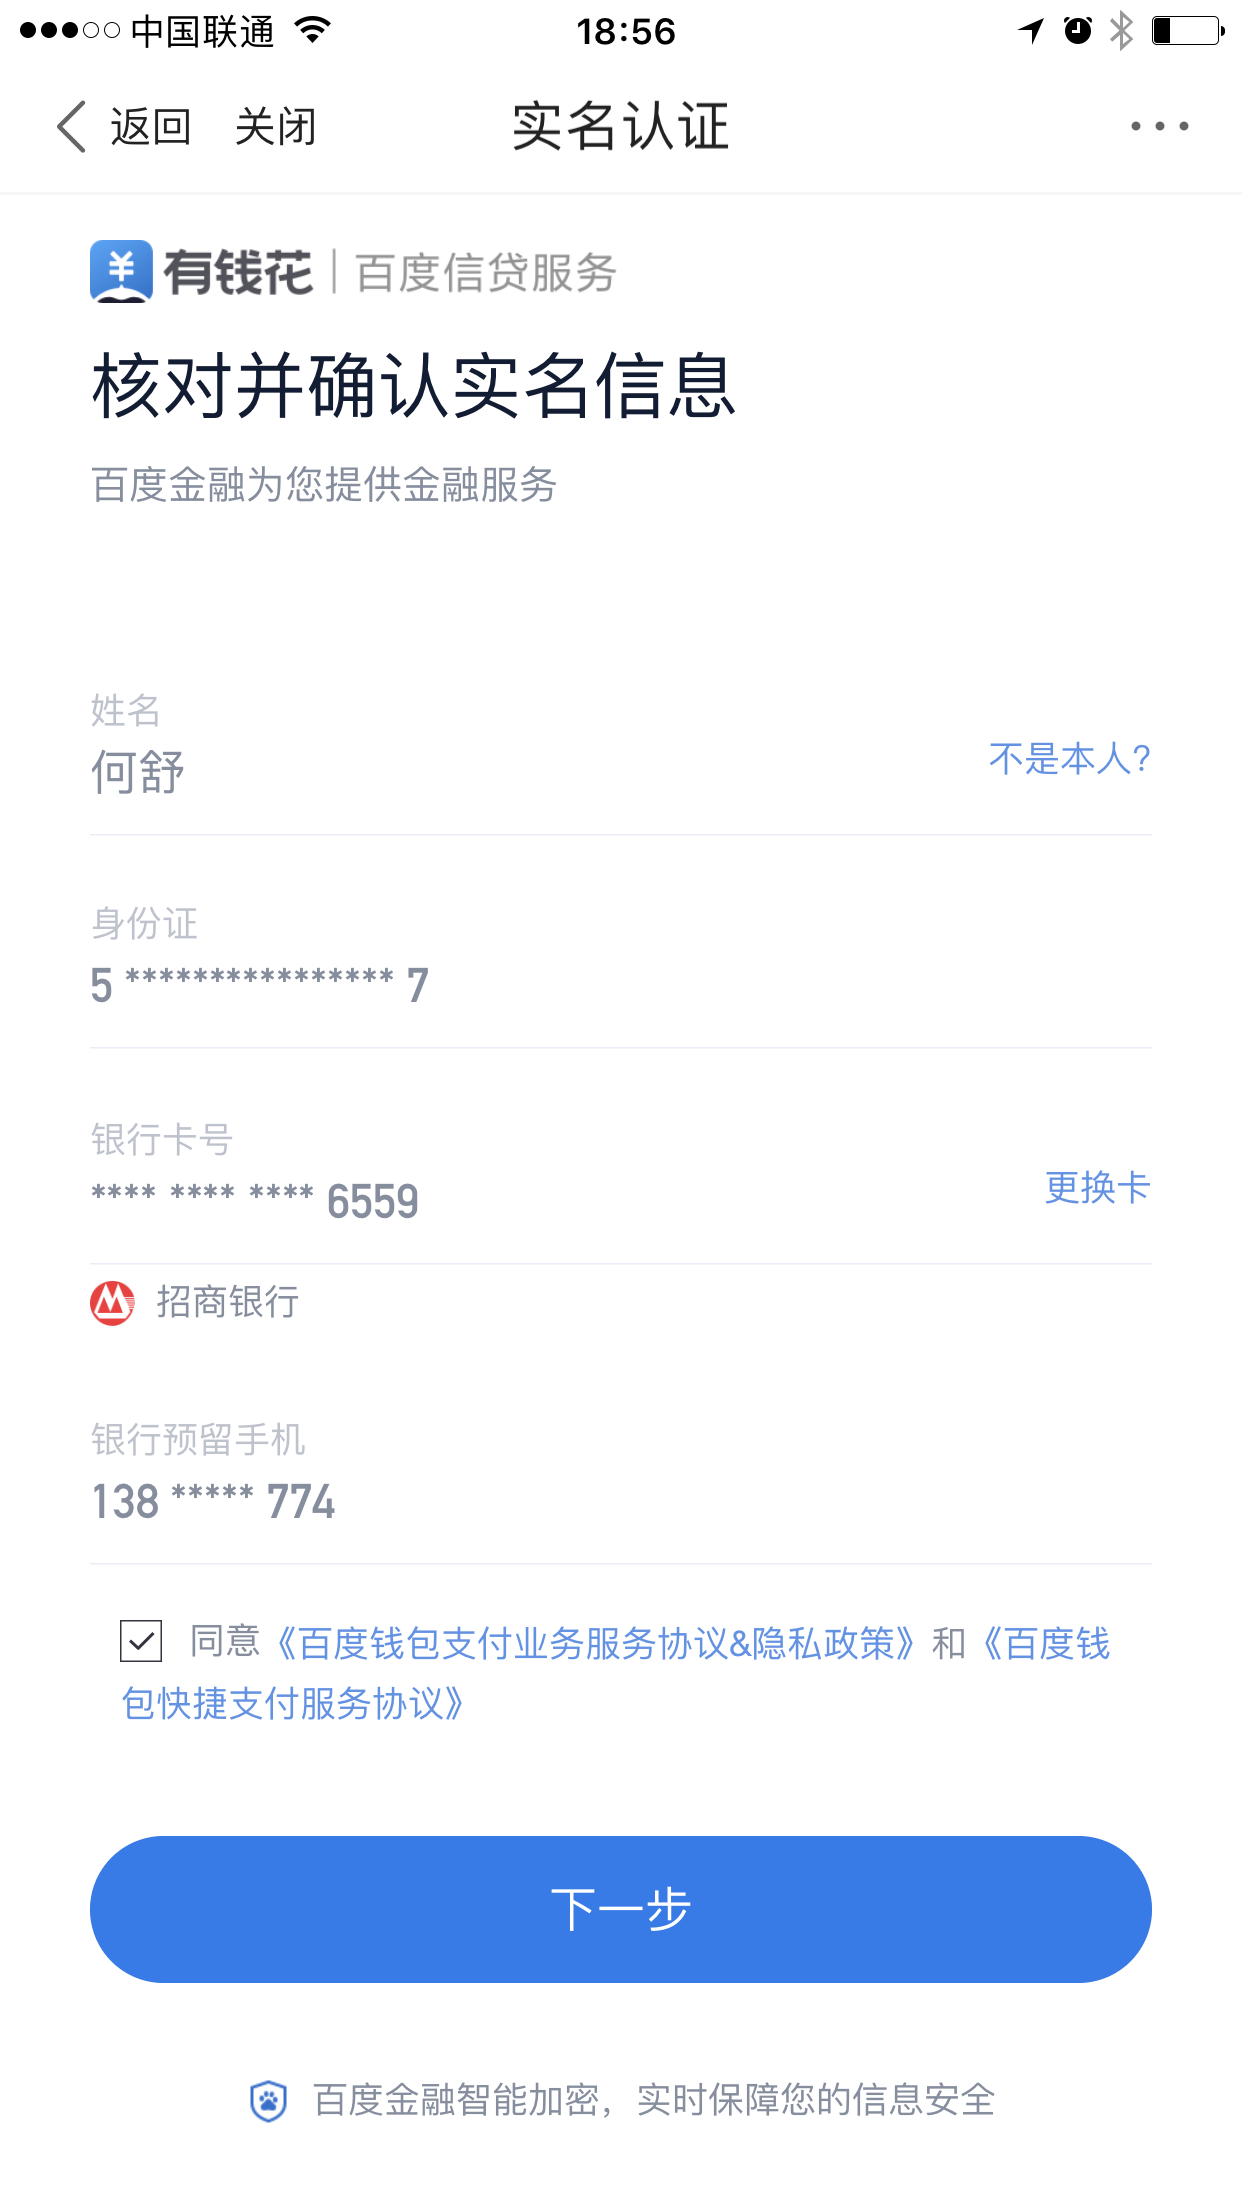 中国联通 18:56
返回 关闭 实名认证
有钱花 百度信贷服务
核对并确认实名信息
百度金融为您提供金融服务
姓名
何舒 不是本人?
身份证
5 **************** 7
银行卡号
**** **** **** 6559 更换卡
招商银行
银行预留手机
138 ***** 774
同意《百度钱包支付业务服务协议&隐私政策》和《百度钱
包快捷支付服务协议》
下一步
百度金融智能加密，实时保障您的信息安全